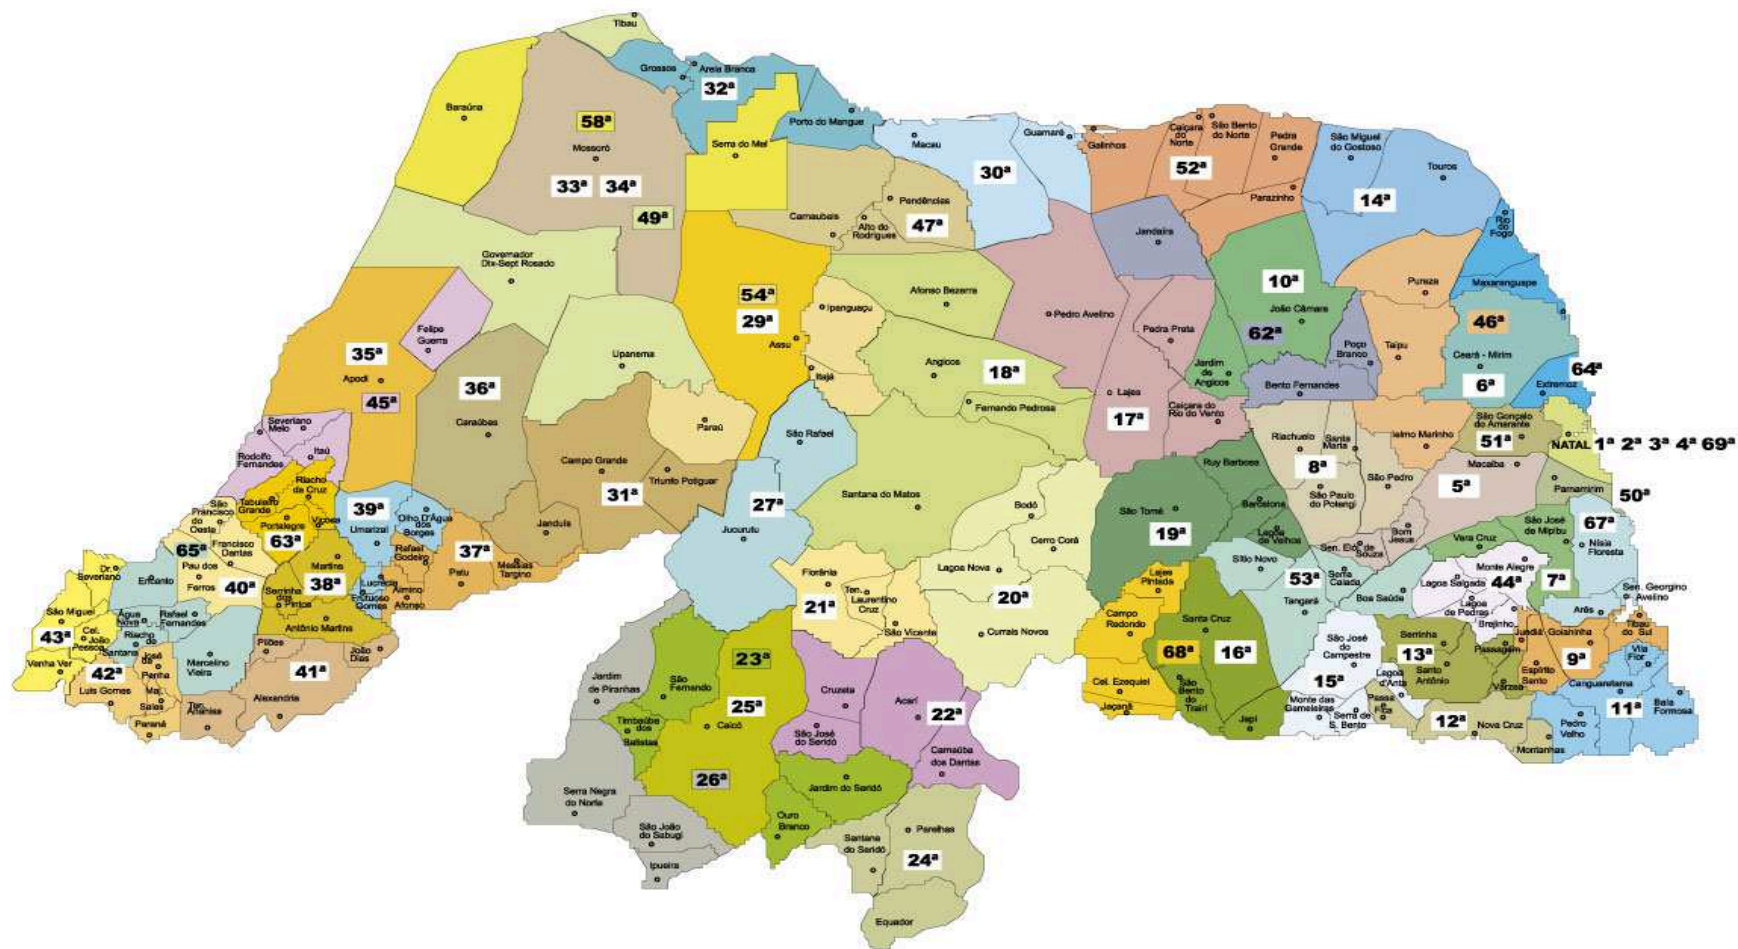 Tibau
Grossos
Areia Branca
32ª
Baraúna
58ª
Mossoró
33ª 34ª
49ª
Serra do Mel
Porto do Mangue
Macau
Guamaré
30ª
Galinhos
Caiçara
do
Norte
São Bento
do Norte
Pedra
Grande
52ª
Parazinho
São Miguel
do
Gostoso
Touros
14ª
Rio
do
Fogo
Carnaubais
Pendências
Alto do
Rodrigues
47ª
Jandaíra
Governador
Dix-Sept Rosado
54ª
29ª
Assu
Ipanguaçu
Itajá
Afonso Bezerra
Pedro Avelino
Pedra Preta
10ª
João Câmara
62ª
Jardim
de
Angicos
Poço
Branco
Bento Fernandes
Pureza
Taipu
Maxaranguape
46ª
Ceará - Mirim
6ª
64ª
Extremoz
Felipe
Guerra
35ª
Apodi
45ª
36ª
Caraúbas
Upanema
Paraú
Angicos
18ª
Fernando Pedroza
Lajes
17ª
Caiçara do
Rio do Vento
Riachuelo
Santa
Maria
8ª
São Paulo
do Potengi
São Pedro
Ielmo Marinho
São Gonçalo
do Amarante
51ª
NATAL 1ª 2ª 3ª 4ª 69ª
Macaíba
5ª
Parnamirim
50ª
Severiano
Melo
Rodolfo
Fernandes
Itaú
Campo Grande
31ª
Triunfo Potiguar
Janduís
Messias
Targino
São Rafael
27ª
Jucurutu
Santana do Matos
Bodó
Cerro Corá
Lagoa Nova
20ª
Currais Novos
São Tomé
19ª
Ruy Barbosa
Barcelona
Lagoa
de Velhos
Sen. Elói de
Souza
Bom
Jesus
Vera Cruz
São José
de Mipibu
67ª
Nísia
Floresta
Riacho
da Cruz
Tabuleiro
Grande
Portalegre
Viçosa
63ª
39ª
Umarizal
Olho D'Água
dos
Borges
Rafael
Godeiro
37ª
Patu
Almino
Afonso
Lucrécia
Frutuoso
Gomes
Martins
38ª
Serrinha
dos
Pintos
Antônio Martins
São
Francisco
do
Oeste
Francisco
Dantas
65ª
Pau dos
Ferros
40ª
Dr.
Severiano
Encanto
São Miguel
43ª
Cel.
João
Pessoa
Venha Ver
Água
Nova
Rafael
Fernandes
Riacho de
Santana
José
da
Penha
Marcelino
Vieira
Pilões
João
Dias
41ª
Alexandria
Ten.
Ananias
42ª
Luís Gomes
Maj.
Sales
Paraná
Florânia
21ª
Ten.
Laurentino
Cruz
São Vicente
Lajes
Pintada
Campo
Redondo
Cel. Ezequiel
Jaçanã
68ª
Santa Cruz
16ª
São
Bento do
Trairí
Japi
Sítio Novo
53ª
Serra
Caiada
Tangará
Boa Saúde
Lagoa Salgada
Monte Alegre
44ª
Lagoa
de Pedras
Brejinho
7ª
Arês
Sen. Georgino
Avelino
Tibau
do Sul
Jundiá
Goianinha
9ª
Espírito
Santo
Vila
Flor
Canguaretama
11ª
Baía
Formosa
Pedro
Velho
Montanhas
Nova Cruz
12ª
Passa e
Fica
Serrinha
13ª
Santo
Antônio
Passagem
Várzea
Lagoa
D'Anta
São José
do
Campestre
15ª
Monte das
Gameleiras
Serra de
S. Bento
Jardim
de Piranhas
São
Fernando
23ª
25ª
Caicó
26ª
Timbaúba dos
Batistas
Cruzeta
São José
do Seridó
Acari
22ª
Carnaúba
dos Dantas
Jardim do Seridó
Ouro
Branco
Serra Negra
do Norte
São João
do Sabugi
Ipueira
Santana
do Seridó
Parelhas
24ª
Equador